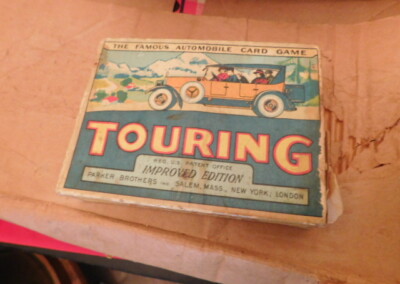 THE FAMOUS AUTOMOBILE CARD GAME
TOURING
REG. U.S. PATENT OFFICE
IMPROVED EDITION
PARKER BROTHERS INC. SALEM, MASS., NEW YORK, LONDON